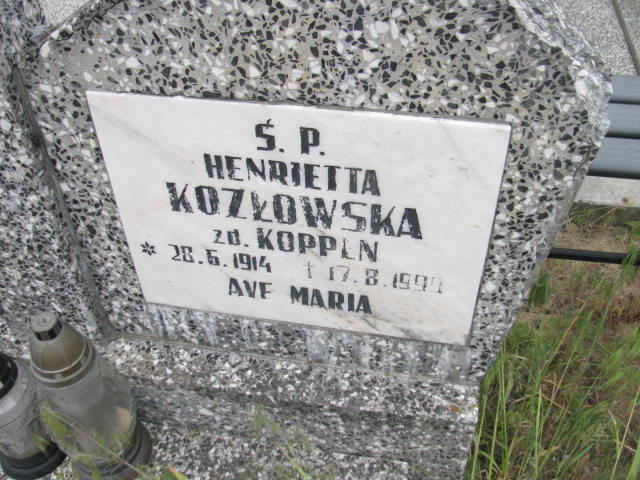 Ś. P.
HENRIETTA
KOZŁOWSKA
zd. KOPPEN
* 28.6.1914 † 17.8.1990
AVE MARIA